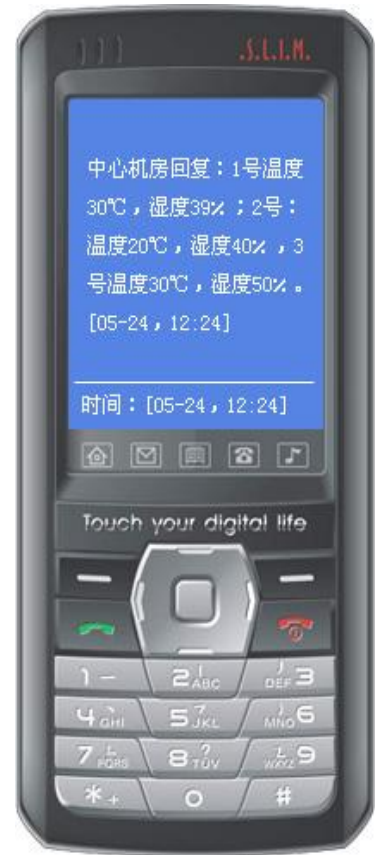 .S.L.I.M.
中心机房回复：1号温度
30℃，湿度39%；2号：
温度20℃，湿度40%，3
号温度30℃，湿度50%。
[05-24，12:24]
时间：[05-24，12:24]
Touch your digital life
1 2 ABC DEF 3
4 GHI 5 JKL MNO 6
7 PQRS 8 TUV WXYZ 9
* + 0 #